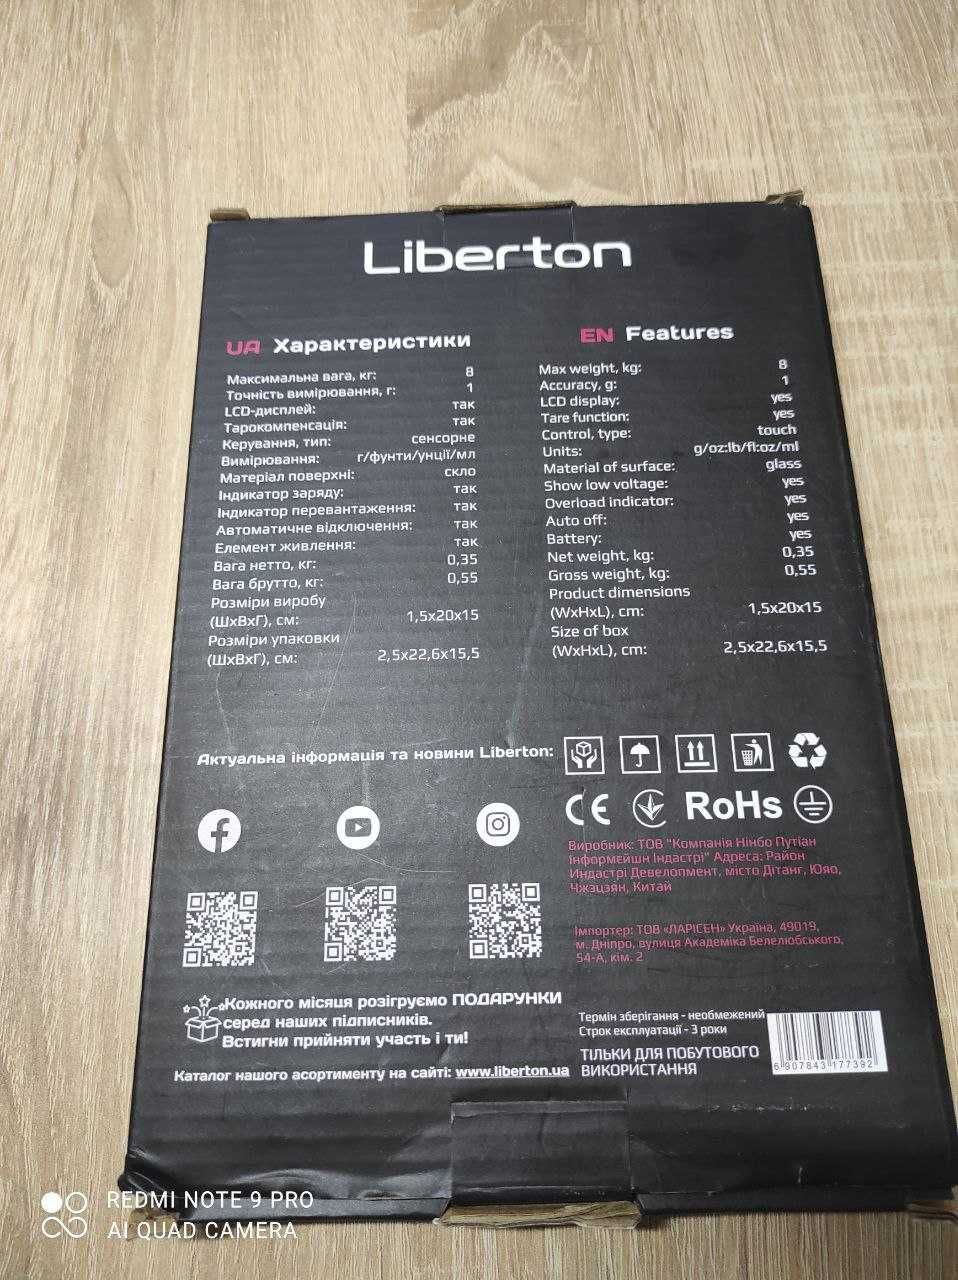 Liberton
UA Характеристики
Максимальна вага, кг: 8
Точність вимірювання, г: 1
LCD-дисплей: так
Тарокомпенсація: так
Керування, тип: сенсорне
Вимірювання: г/фунти/унції/мл
Матеріал поверхні: скло
Індикатор заряду: так
Індикатор перевантаження: так
Автоматичне відключення: так
Елемент живлення: так
Вага нетто, кг: 0,35
Вага брутто, кг: 0,55
Розміри виробу
(ШхВхГ), см: 1,5x20x15
Розміри упаковки
(ШхВхГ), см: 2,5x22,6x15,5
EN Features
Max weight, kg: 8
Accuracy, g: 1
LCD display: yes
Tare function: yes
Control, type: touch
Units: g/oz:lb/fl:oz/ml
Material of surface: glass
Show low voltage: yes
Overload indicator: yes
Auto off: yes
Battery: yes
Net weight, kg: 0,35
Gross weight, kg: 0,55
Product dimensions
(WxHxL), cm: 1,5x20x15
Size of box
(WxHxL), cm: 2,5x22,6x15,5
Актуальна інформація та новини Liberton:
CE RoHs
Виробник: ТОВ "Компанія Нінбо Путіан
Інформейшн Індастрі" Адреса: Район
Индастрі Девелопмент, місто Дітанг, Юяо,
Чжэцзян, Китай
Імпортер: ТОВ «ЛАРІСЕН» Україна, 49019,
м. Дніпро, вулиця Академіка Белелюбського,
54-А, кім. 2
Кожного місяця розігруємо ПОДАРУНКИ
серед наших підписників.
Встигни прийняти участь і ти!
Каталог нашого асортименту на сайті: www.liberton.ua
Термін зберігання - необмежений
Строк експлуатації - 3 роки
ТІЛЬКИ ДЛЯ ПОБУТОВОГО
ВИКОРИСТАННЯ
6 907843 177392
REDMI NOTE 9 PRO
AI QUAD CAMERA